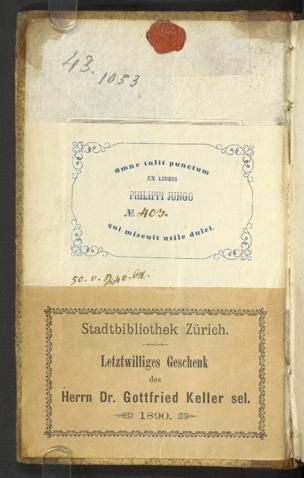 43.
1053
Omne tulit punctum
EX LIBRIS
PHILIPPI JUNGO
№ 403.
qui miscuit utile dulci.
Stadtbibliothek Zürich.
Letztwilliges Geschenk
des
Herrn Dr. Gottfried Keller sel.
1890.